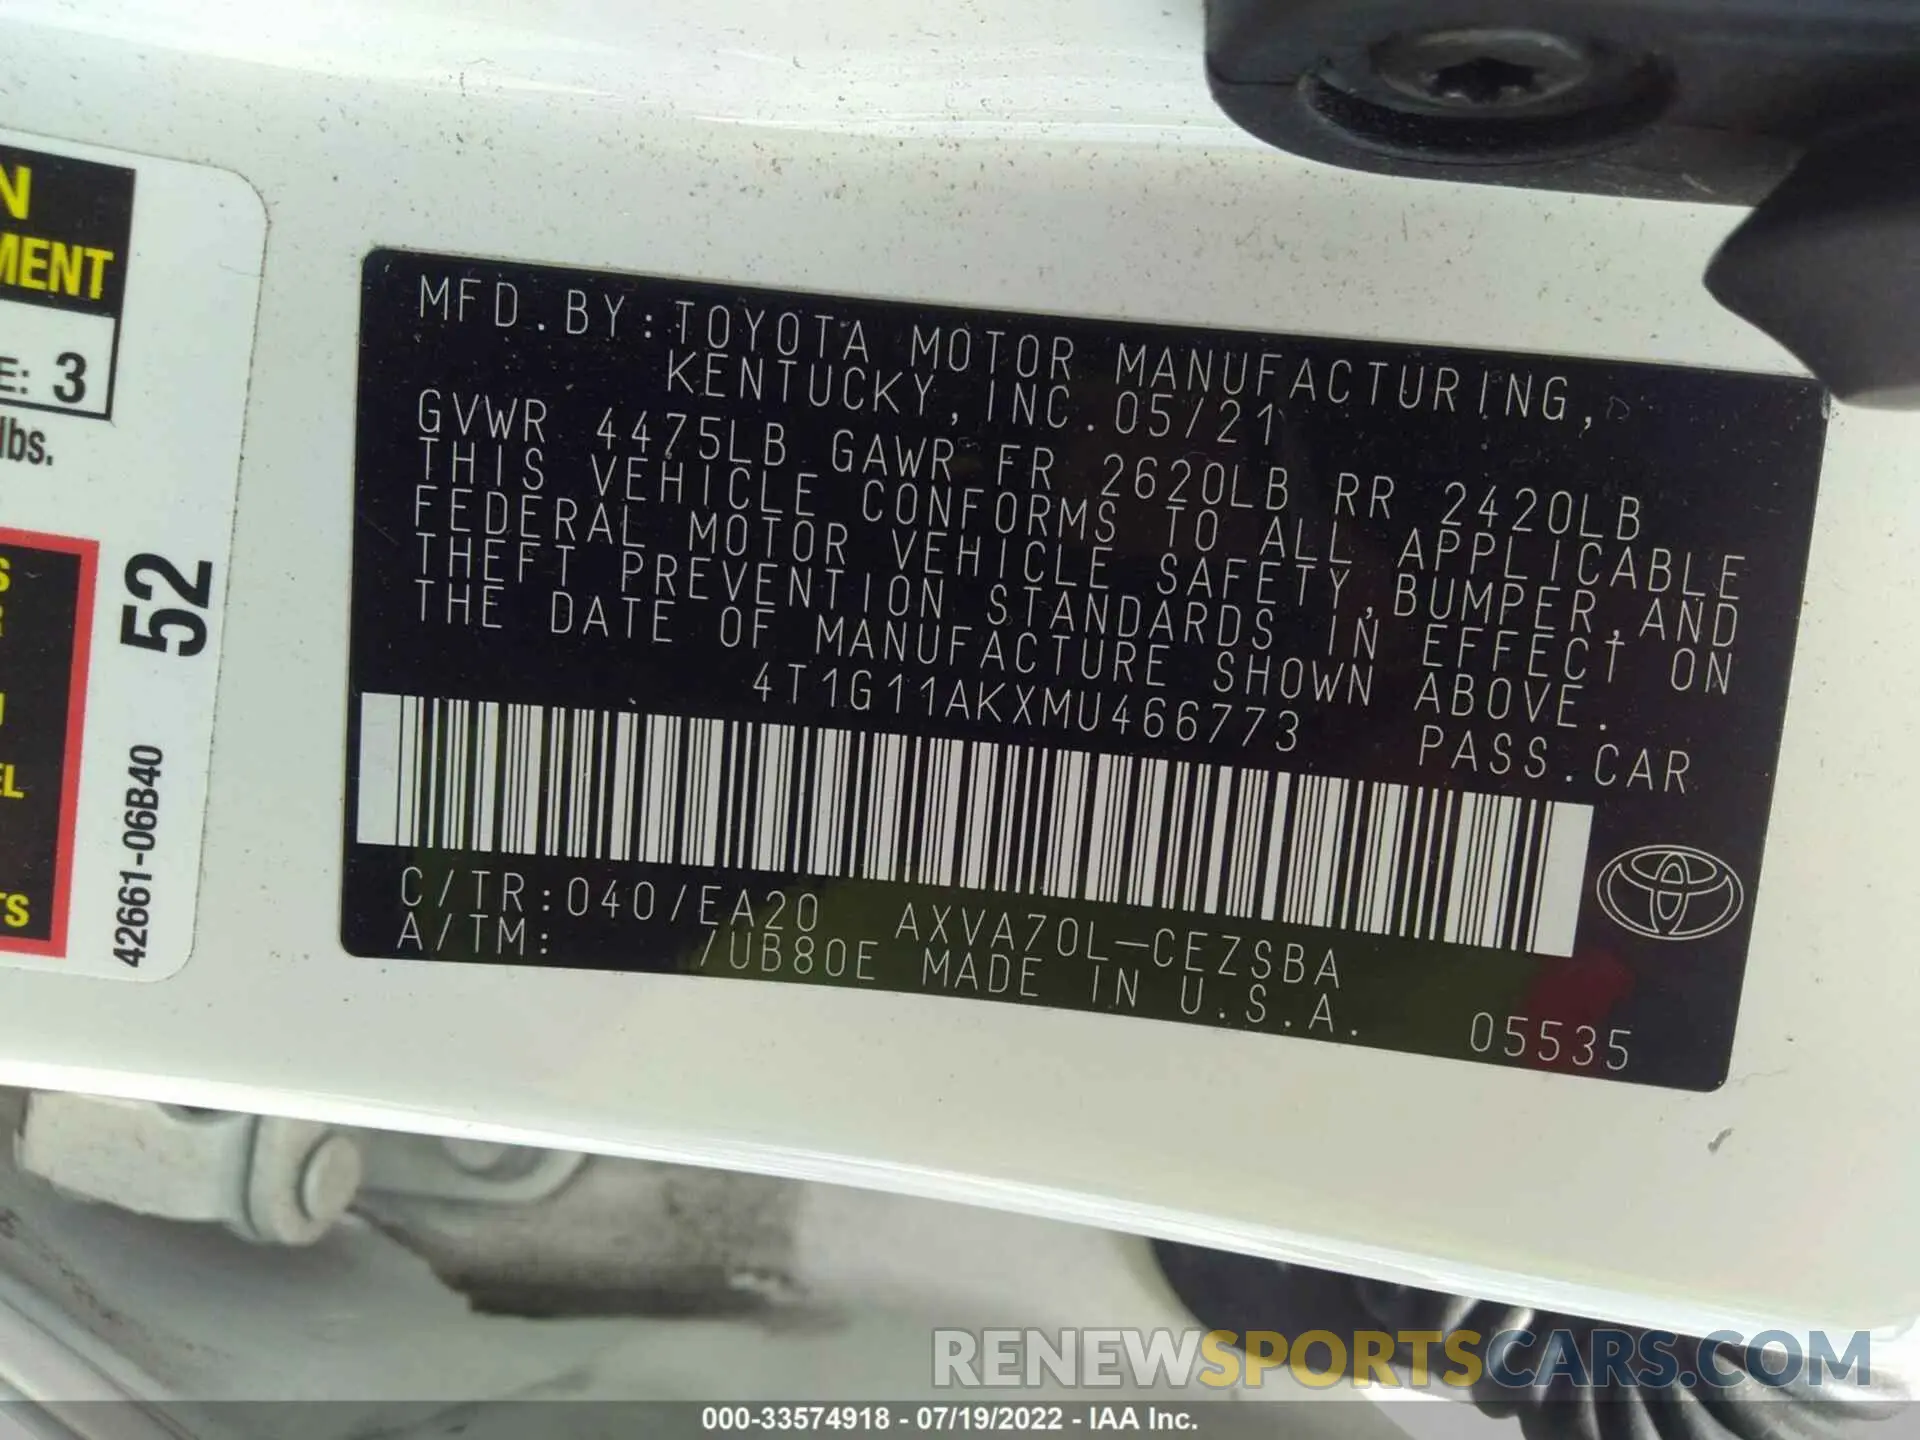 N
MENT
E: 3
lbs.
52
42661-06B40
S
EL
TS
MFD.BY:TOYOTA MOTOR MANUFACTURING,
KENTUCKY,INC.05/21
GVWR 4475LB GAWR FR 2620LB RR 2420LB
THIS VEHICLE CONFORMS TO ALL APPLICABLE
FEDERAL MOTOR VEHICLE SAFETY,BUMPER,AND
THEFT PREVENTION STANDARDS IN EFFECT ON
THE DATE OF MANUFACTURE SHOWN ABOVE.
4T1G11AKXMU466773 PASS.CAR
C/TR:040/EA20 AXVA70L-CEZSBA
A/TM: /UB80E MADE IN U.S.A.
05535
RENEWSPORTSCARS.COM
000-33574918 - 07/19/2022 - IAA Inc.